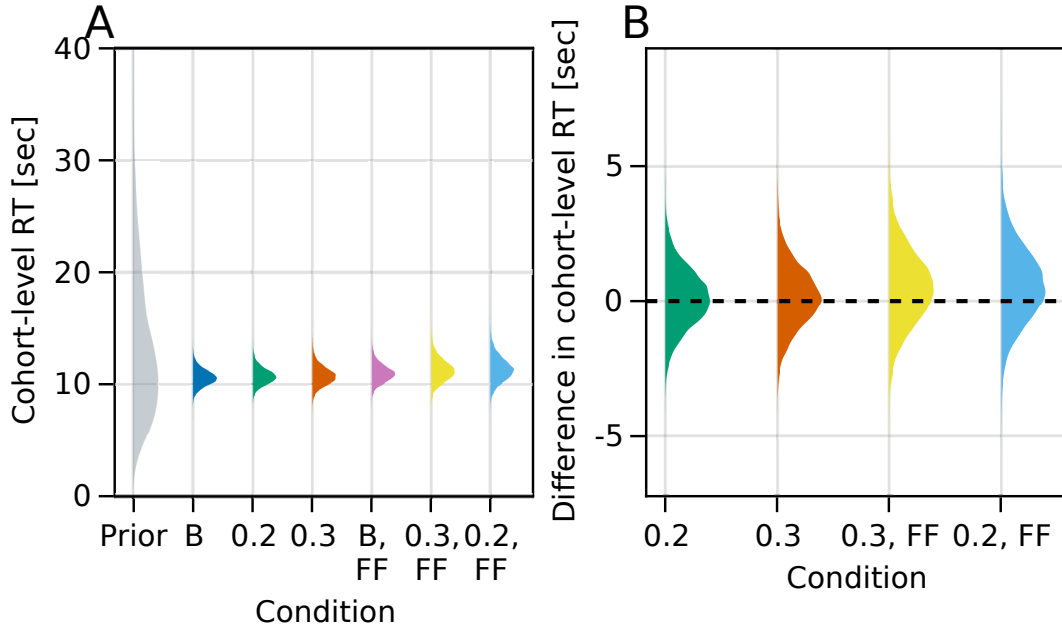 A
Cohort-level RT [sec]
40
30
20
10
0
Prior
B
0.2
0.3
B,
FF
0.3,
FF
0.2,
FF
Condition
B
Difference in cohort-level RT [sec]
5
0
-5
0.2
0.3
0.3, FF
0.2, FF
Condition